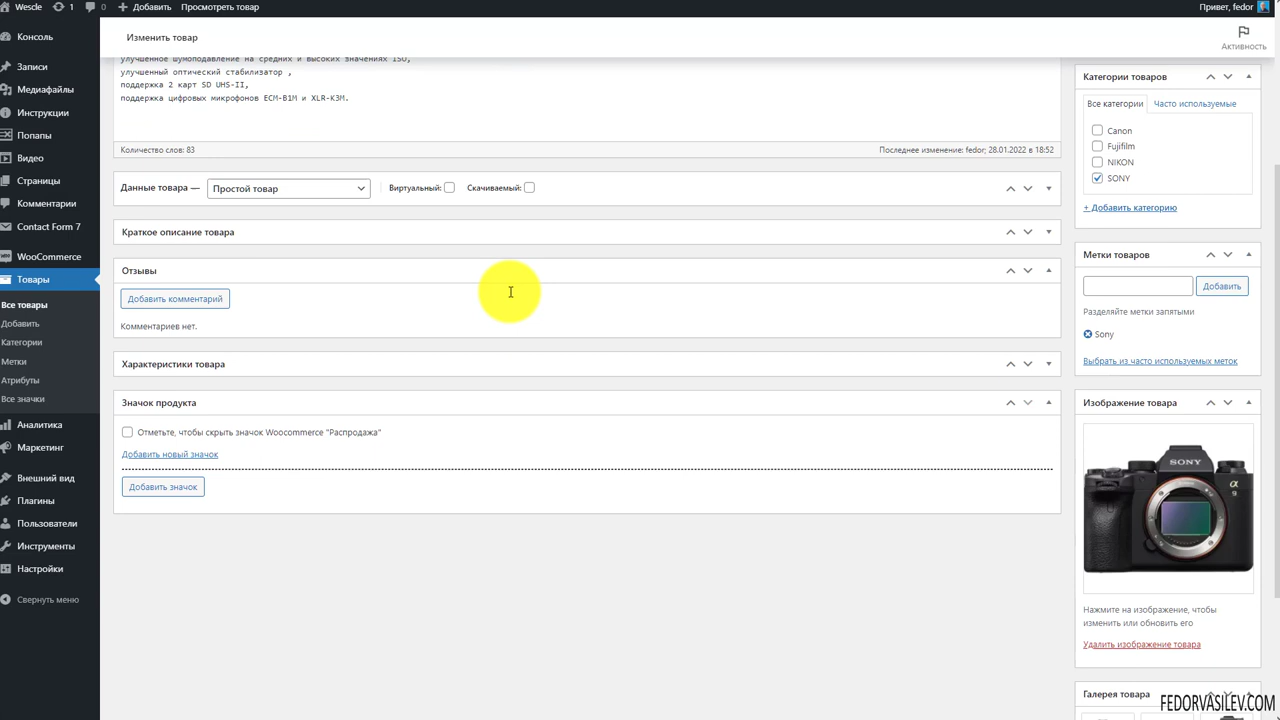 Wescle
1
0
Добавить
Просмотреть товар
Привет, fedor
Консоль
Записи
Медиафайлы
Инструкции
Попапы
Видео
Страницы
Комментарии
Contact Form 7
WooCommerce
Товары
Все товары
Добавить
Категории
Метки
Атрибуты
Все значки
Аналитика
Маркетинг
Внешний вид
Плагины
Пользователи
Инструменты
Настройки
Свернуть меню
Изменить товар
Активность
улучшенное шумоподавление на средних и высоких значениях ISO,
улучшенный оптический стабилизатор ,
поддержка 2 карт SD UHS-II,
поддержка цифровых микрофонов ECM-B1M и XLR-K3M.
Количество слов: 83
Последнее изменение: fedor; 28.01.2022 в 18:52
Данные товара —
Простой товар
Виртуальный:
Скачиваемый:
Краткое описание товара
Отзывы
Добавить комментарий
Комментариев нет.
Характеристики товара
Значок продукта
Отметьте, чтобы скрыть значок Woocommerce "Распродажа"
Добавить новый значок
Добавить значок
Категории товаров
Все категории
Часто используемые
Canon
Fujifilm
NIKON
SONY
+ Добавить категорию
Метки товаров
Добавить
Разделяйте метки запятыми
Sony
Выбрать из часто используемых меток
Изображение товара
SONY
α
9
Нажмите на изображение, чтобы
изменить или обновить его
Удалить изображение товара
Галерея товара
FEDORVASILEV.COM